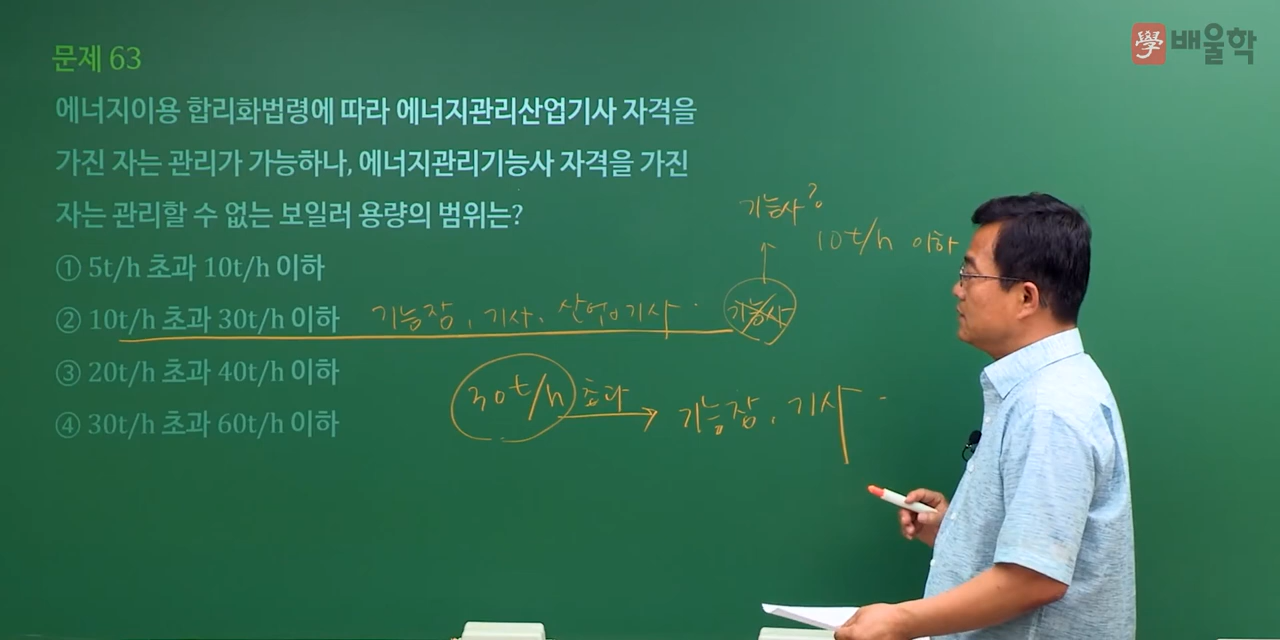 學 배울학
문제 63
에너지이용 합리화법령에 따라 에너지관리산업기사 자격을
가진 자는 관리가 가능하나, 에너지관리기능사 자격을 가진
자는 관리할 수 없는 보일러 용량의 범위는?
기능사?
10t/h 이하
① 5t/h 초과 10t/h 이하
② 10t/h 초과 30t/h 이하 기능장, 기사, 산업기사 기능사
③ 20t/h 초과 40t/h 이하
30t/h 초과 → 기능장, 기사
④ 30t/h 초과 60t/h 이하